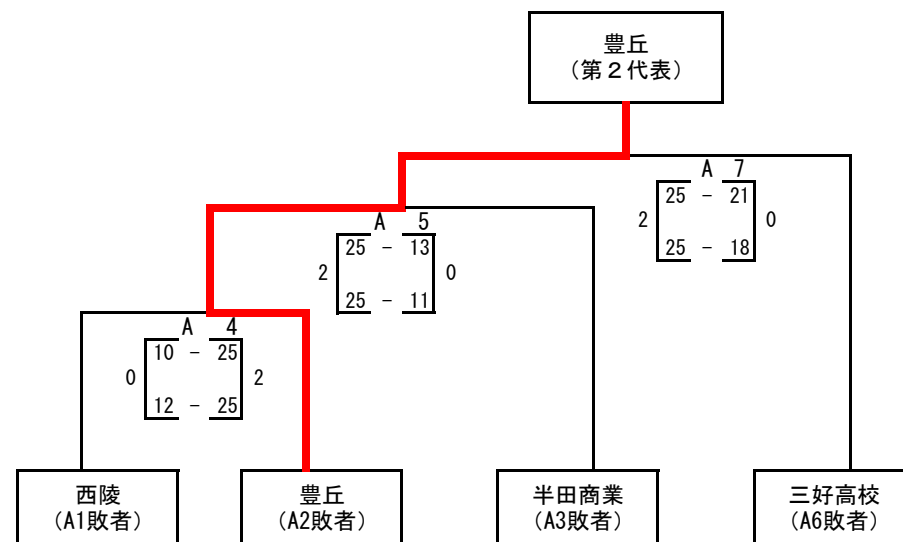 豊丘
（第２代表）
A 7
25 - 21
2 0
25 - 18
A 5
25 - 13
2 0
25 - 11
A 4
10 - 25
0 2
12 - 25
西陵
（A1敗者）
豊丘
（A2敗者）
半田商業
（A3敗者）
三好高校
（A6敗者）